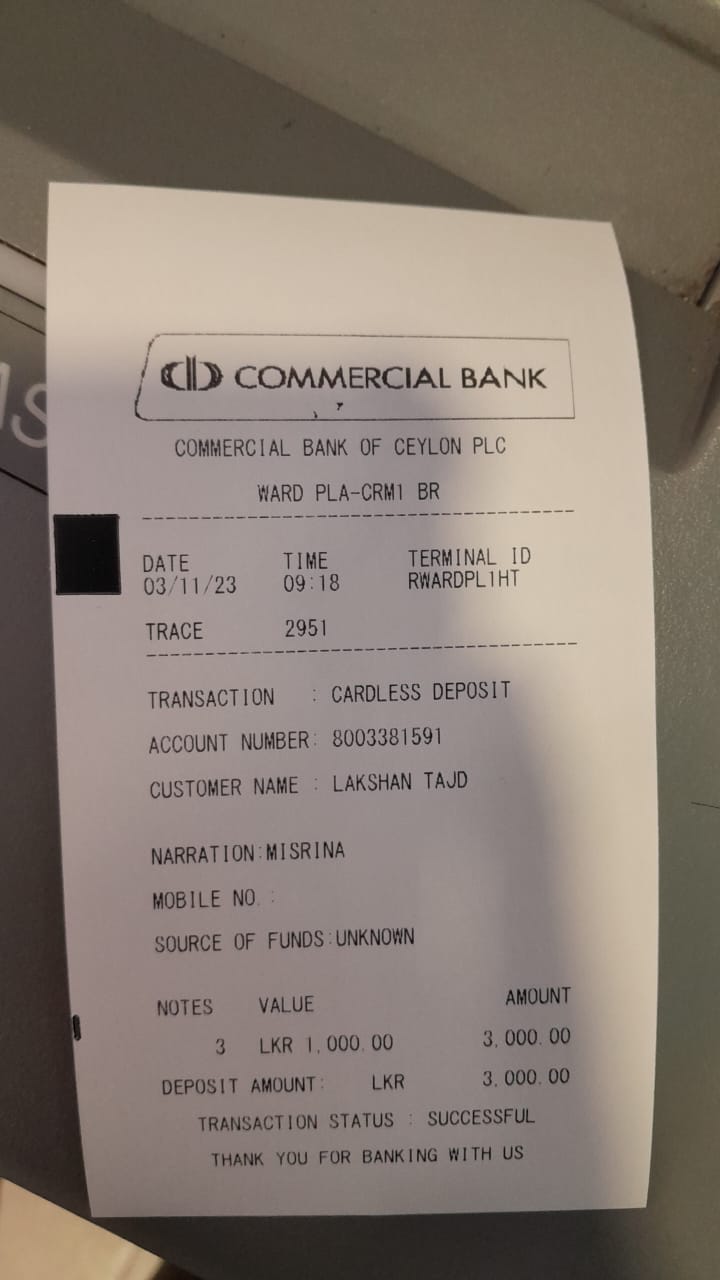 COMMERCIAL BANK
COMMERCIAL BANK OF CEYLON PLC
WARD PLA-CRM1 BR
DATE TIME TERMINAL ID
03/11/23 09:18 RWARDPL1HT
TRACE 2951
TRANSACTION : CARDLESS DEPOSIT
ACCOUNT NUMBER: 8003381591
CUSTOMER NAME : LAKSHAN TAJD
NARRATION:MISRINA
MOBILE NO. :
SOURCE OF FUNDS:UNKNOWN
NOTES VALUE AMOUNT
3 LKR 1,000.00 3,000.00
DEPOSIT AMOUNT: LKR 3,000.00
TRANSACTION STATUS : SUCCESSFUL
THANK YOU FOR BANKING WITH US